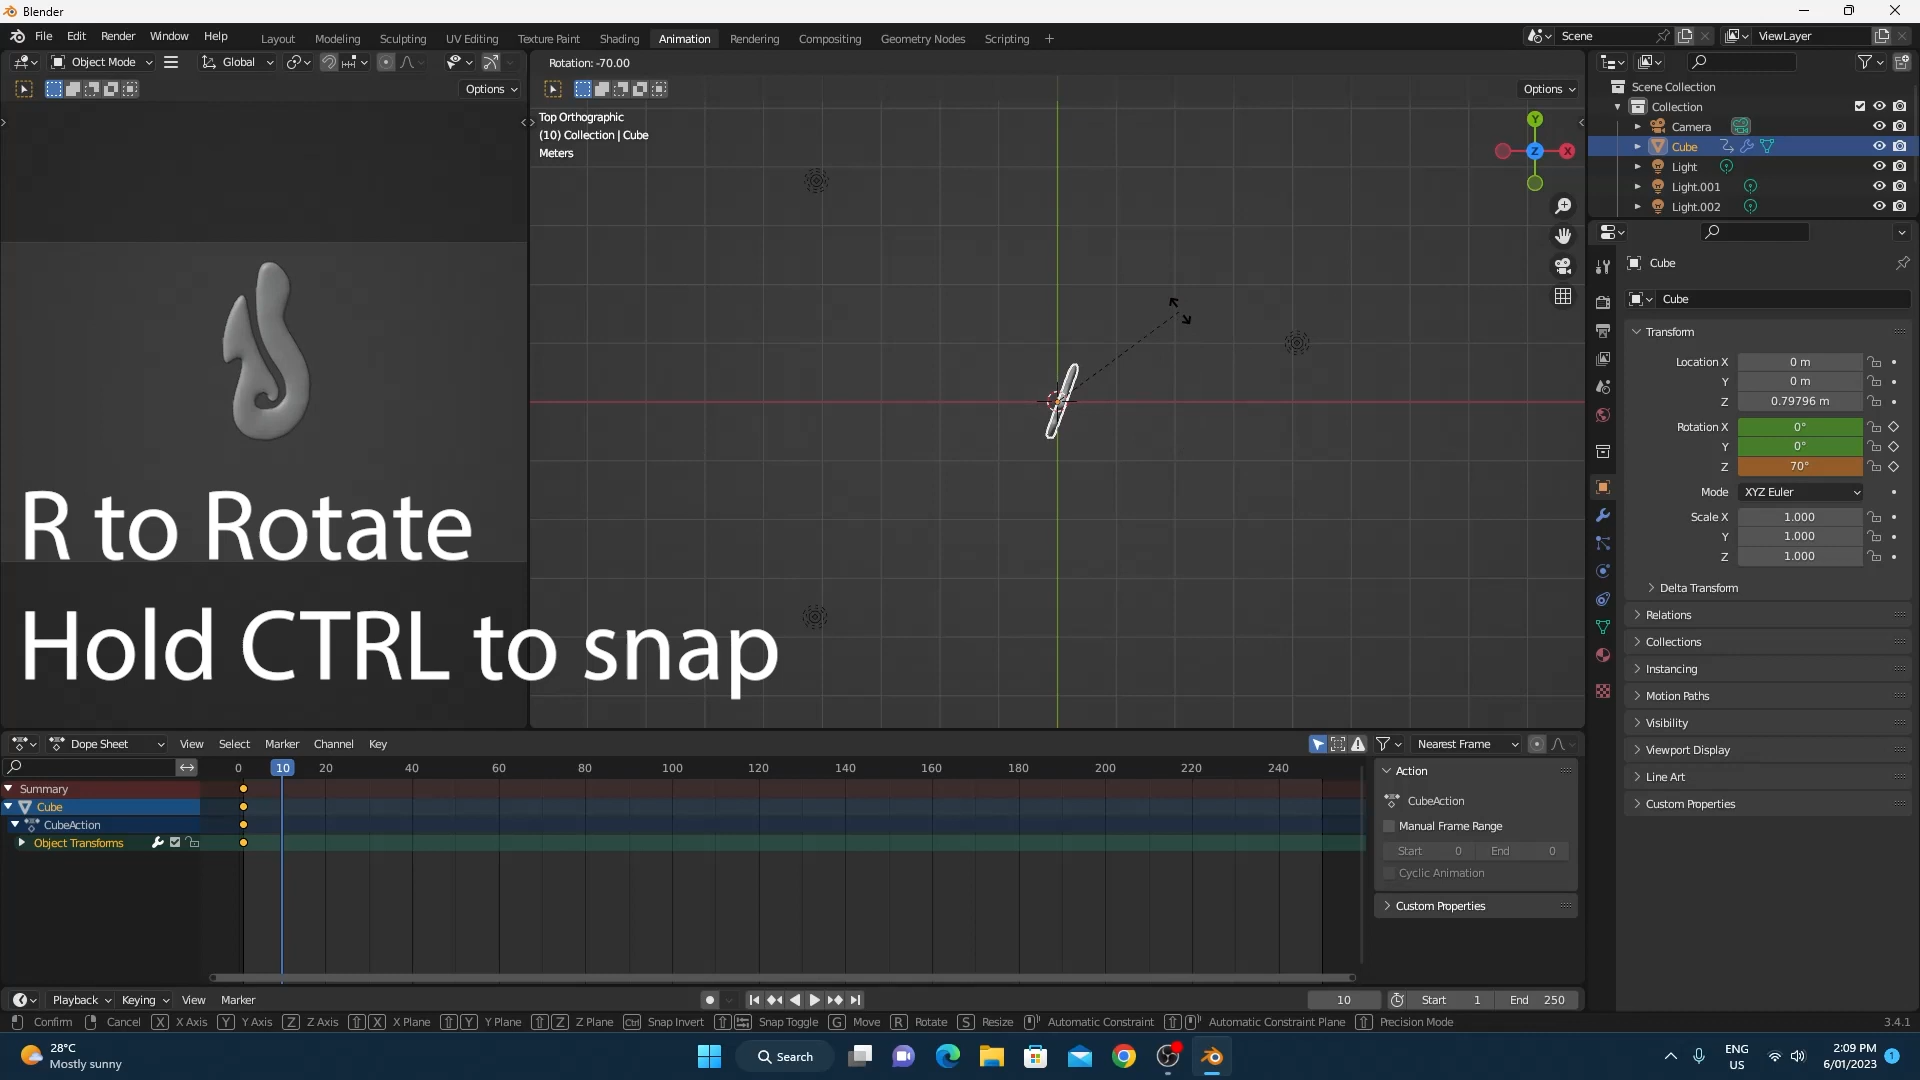 Blender
File Edit Render Window Help
Layout Modeling Sculpting UV Editing Texture Paint Shading Animation Rendering Compositing Geometry Nodes Scripting +
Scene
ViewLayer
Object Mode
Global
Rotation: -70.00
Options
Options
Top Orthographic
(10) Collection | Cube
Meters
Y
Z
X
Scene Collection
Collection
Camera
Cube
Light
Light.001
Light.002
Cube
Cube
Transform
Location X 0 m
Y 0 m
Z 0.79796 m
Rotation X 0°
Y 0°
Z 70°
Mode XYZ Euler
Scale X 1.000
Y 1.000
Z 1.000
Delta Transform
Relations
Collections
Instancing
Motion Paths
Visibility
Viewport Display
Line Art
Custom Properties
R to Rotate
Hold CTRL to snap
Dope Sheet View Select Marker Channel Key
Nearest Frame
0 10 20 40 60 80 100 120 140 160 180 200 220 240
Summary
Cube
CubeAction
Object Transforms
Action
CubeAction
Manual Frame Range
Start 0 End 0
Cyclic Animation
Custom Properties
Playback Keying View Marker
10 Start 1 End 250
Confirm Cancel X X Axis Y Y Axis Z Z Axis X X Plane Y Y Plane Z Z Plane Ctrl Snap Invert Snap Toggle G Move R Rotate S Resize Automatic Constraint Automatic Constraint Plane Precision Mode
3.4.1
28°C
Mostly sunny
Search
ENG
US
2:09 PM
6/01/2023
1